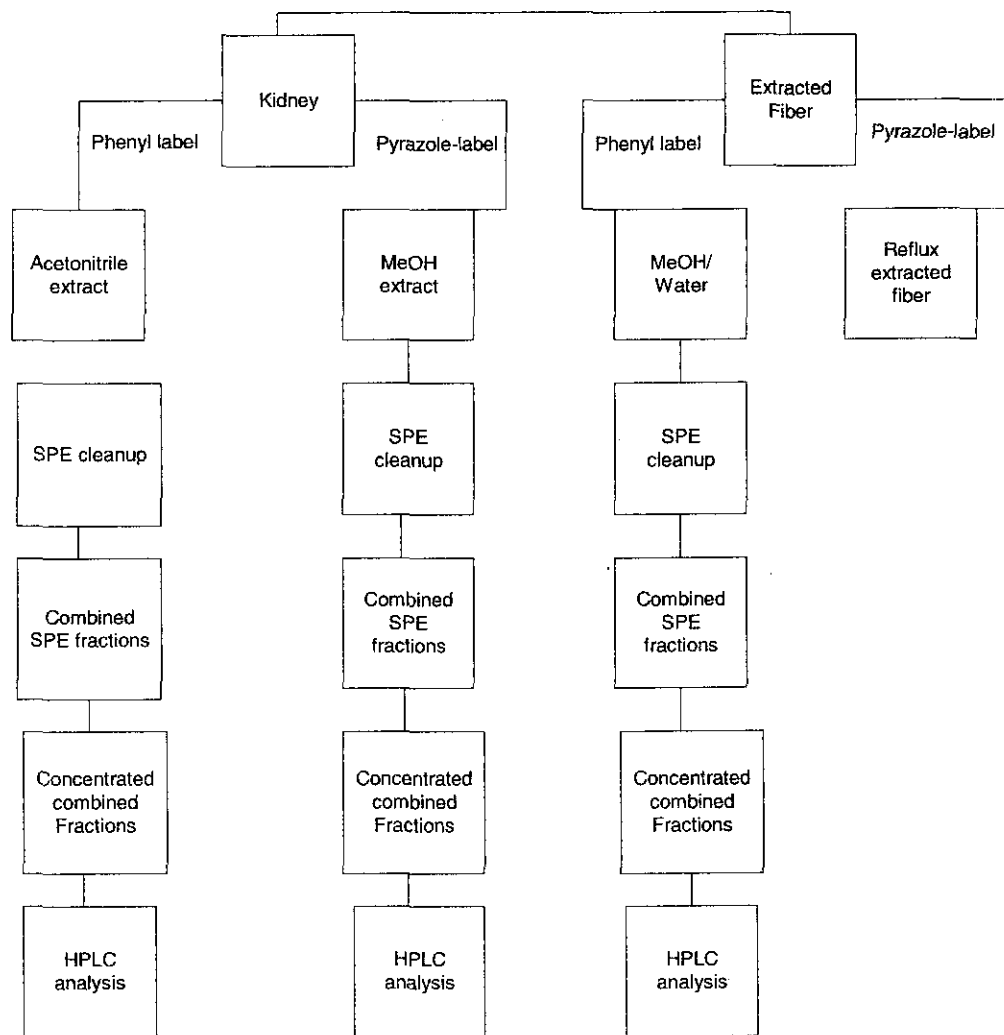 Kidney
Extracted
Fiber
Phenyl label
Pyrazole-label
Phenyl label
Pyrazole-label
Acetonitrile
extract
MeOH
extract
MeOH/
Water
Reflux
extracted
fiber
SPE cleanup
SPE
cleanup
SPE
cleanup
Combined
SPE fractions
Combined
SPE
fractions
Combined
SPE
fractions
Concentrated
combined
Fractions
Concentrated
combined
Fractions
Concentrated
combined
Fractions
HPLC
analysis
HPLC
analysis
HPLC
analysis